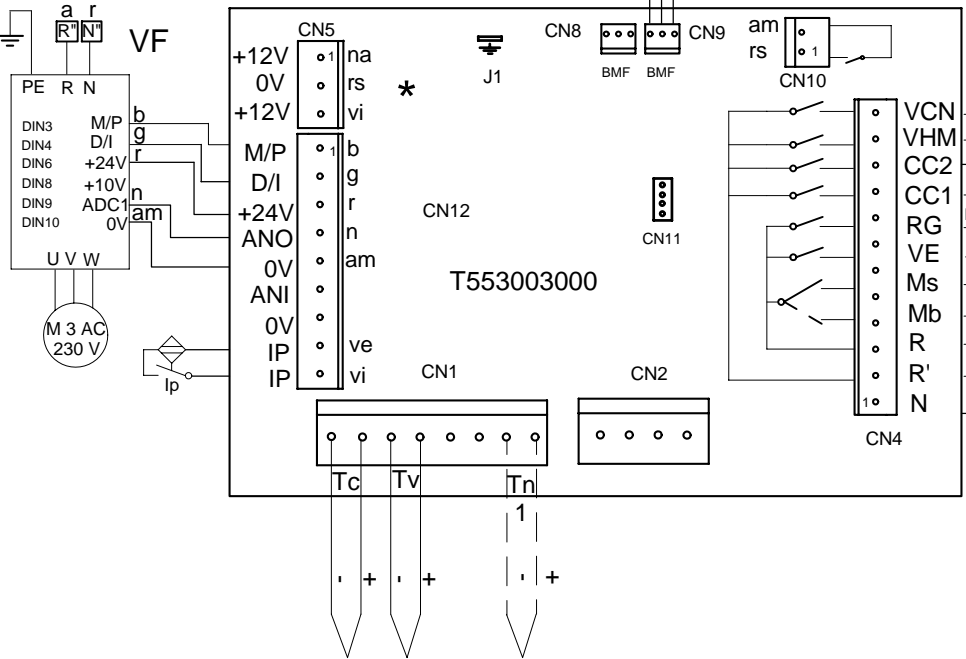 a r
R" N"
VF
PE R N
DIN3 M/P b
DIN4 D/I g
DIN6 +24V r
DIN8 +10V
DIN9 ADC1 n
DIN10 0V am
U V W
M 3 AC
230 V
Ip
CN5
+12V 1 na
0V rs
+12V vi
*
J1
CN8
CN9
BMF BMF
am
rs 1
CN10
M/P 1 b
D/I g
+24V r
ANO n
0V am
ANI
0V
IP ve
IP vi
CN12
CN11
T553003000
VCN
VHM
CC2
CC1
RG
VE
Ms
Mb
R
R'
1 N
CN4
CN1
CN2
Tc Tv Tn
1
- + - + - +